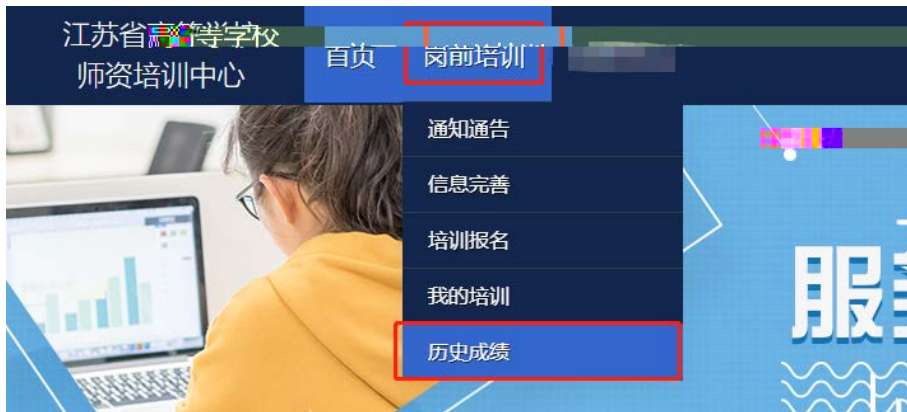 江苏省高等学校
师资培训中心
首页
岗前培训
通知通告
信息完善
培训报名
我的培训
历史成绩
服